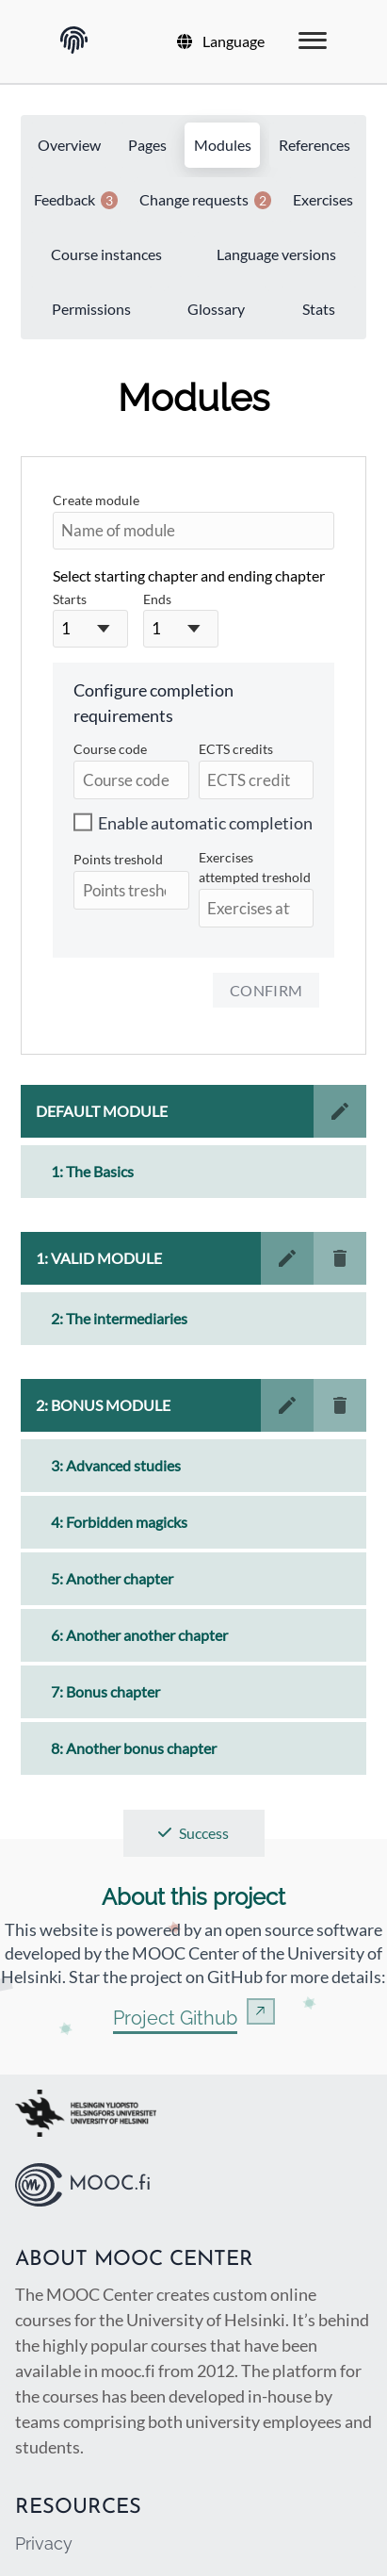 Language
Overview Pages Modules References
Feedback 3 Change requests 2 Exercises
Course instances Language versions
Permissions Glossary Stats
Modules
Create module
Name of module
Select starting chapter and ending chapter
Starts Ends
1 1
Configure completion
requirements
Course code ECTS credits
Course code ECTS credit
Enable automatic completion
Points treshold Exercises
attempted treshold
Points tresho Exercises at
CONFIRM
DEFAULT MODULE
1: The Basics
1: VALID MODULE
2: The intermediaries
2: BONUS MODULE
3: Advanced studies
4: Forbidden magicks
5: Another chapter
6: Another another chapter
7: Bonus chapter
8: Another bonus chapter
Success
About this project
This website is powered by an open source software
developed by the MOOC Center of the University of
Helsinki. Star the project on GitHub for more details:
Project Github
HELSINGIN YLIOPISTO
HELSINGFORS UNIVERSITET
UNIVERSITY OF HELSINKI
MOOC.fi
ABOUT MOOC CENTER
The MOOC Center creates custom online
courses for the University of Helsinki. It’s behind
the highly popular courses that have been
available in mooc.fi from 2012. The platform for
the courses has been developed in-house by
teams comprising both university employees and
students.
RESOURCES
Privacy